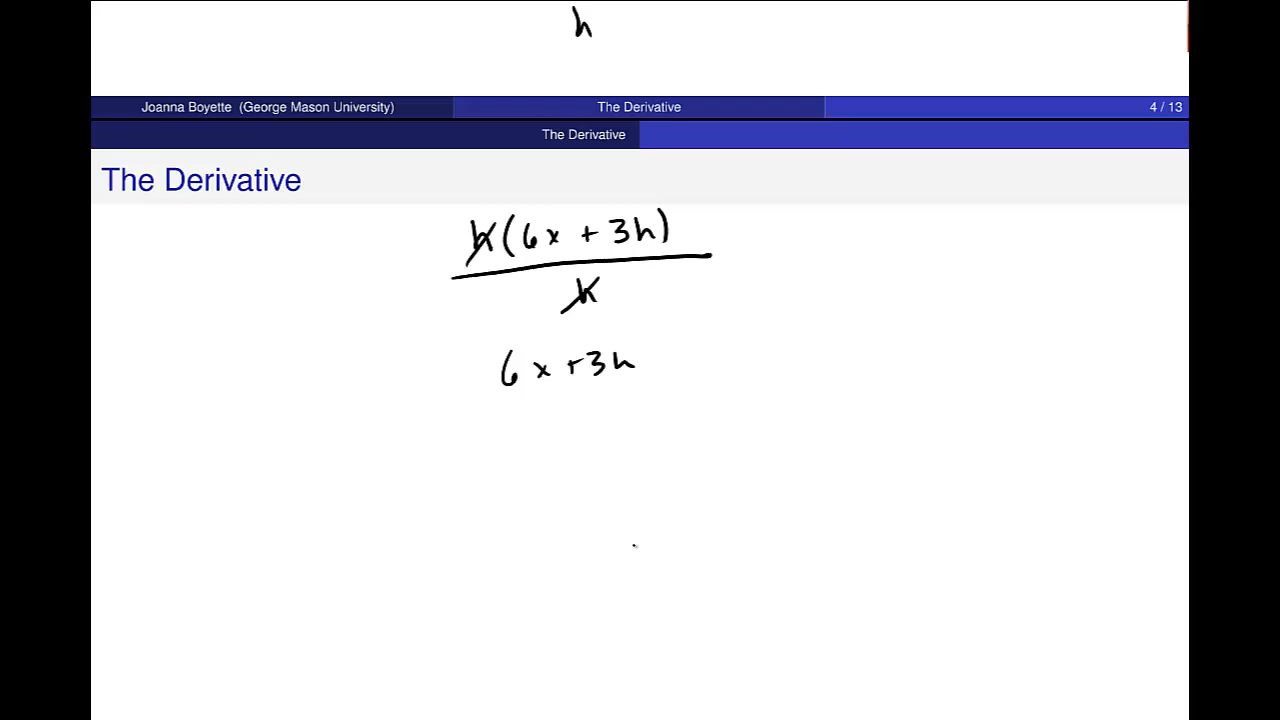 h
Joanna Boyette (George Mason University) The Derivative 4 / 13
The Derivative
The Derivative
h(6x + 3h)
h
6x +3h